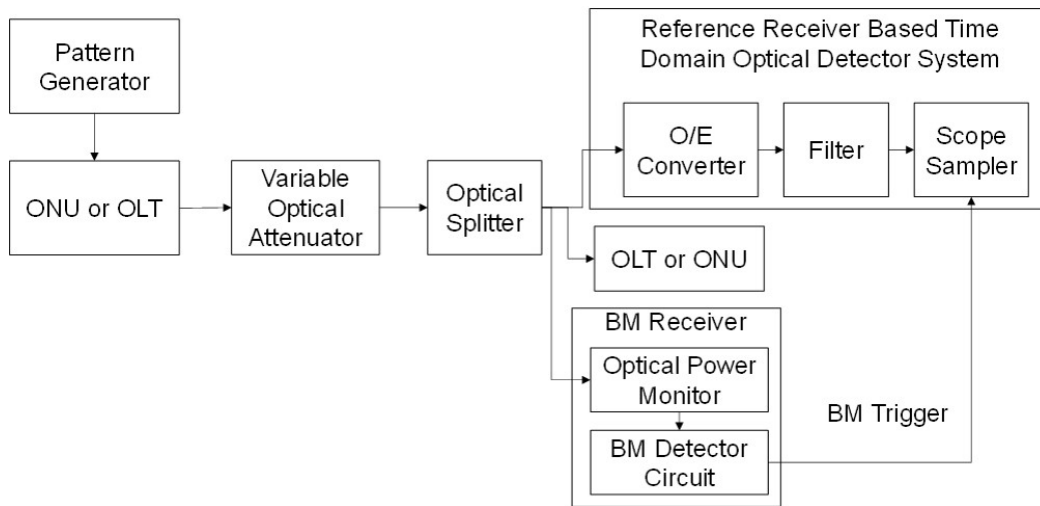 Pattern
Generator
ONU or OLT
Variable
Optical
Attenuator
Optical
Splitter
Reference Receiver Based Time
Domain Optical Detector System
O/E
Converter
Filter
Scope
Sampler
OLT or ONU
BM Receiver
Optical Power
Monitor
BM Detector
Circuit
BM Trigger